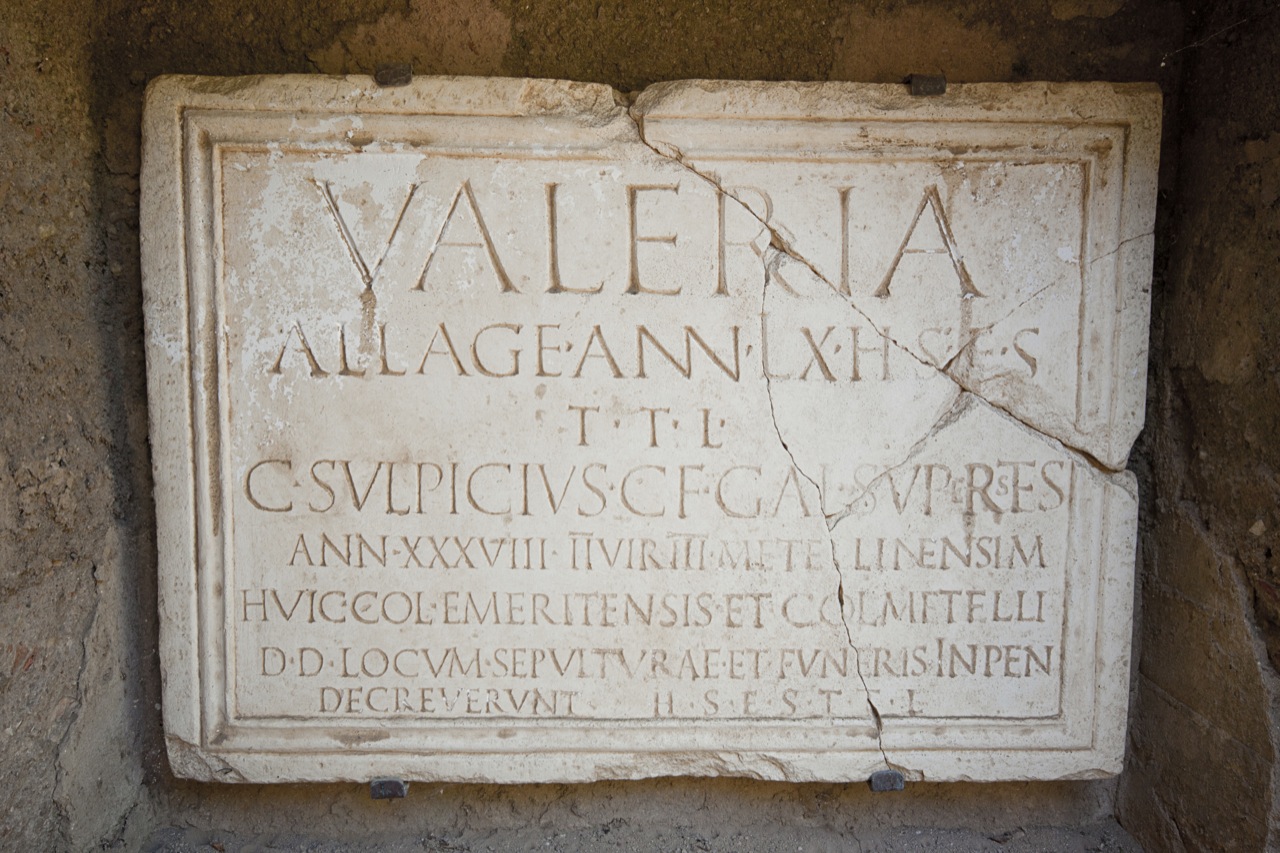 VALERIA
ALLAGE·ANN·LX·H·S·E·S
T·T·L
C·SVLPICIVS·C·F·GAL·SVPERSTES
ANN·XXXVIII·IIVIR·III·METELLINENSIM
HVIC·COL·EMERITENSIS·ET·COL·METELLI
D·D·LOCVM·SEPVLTVRAE·ET·FVNERIS·INPEN
DECREVERVNT· H·S·E·S·T·T·L